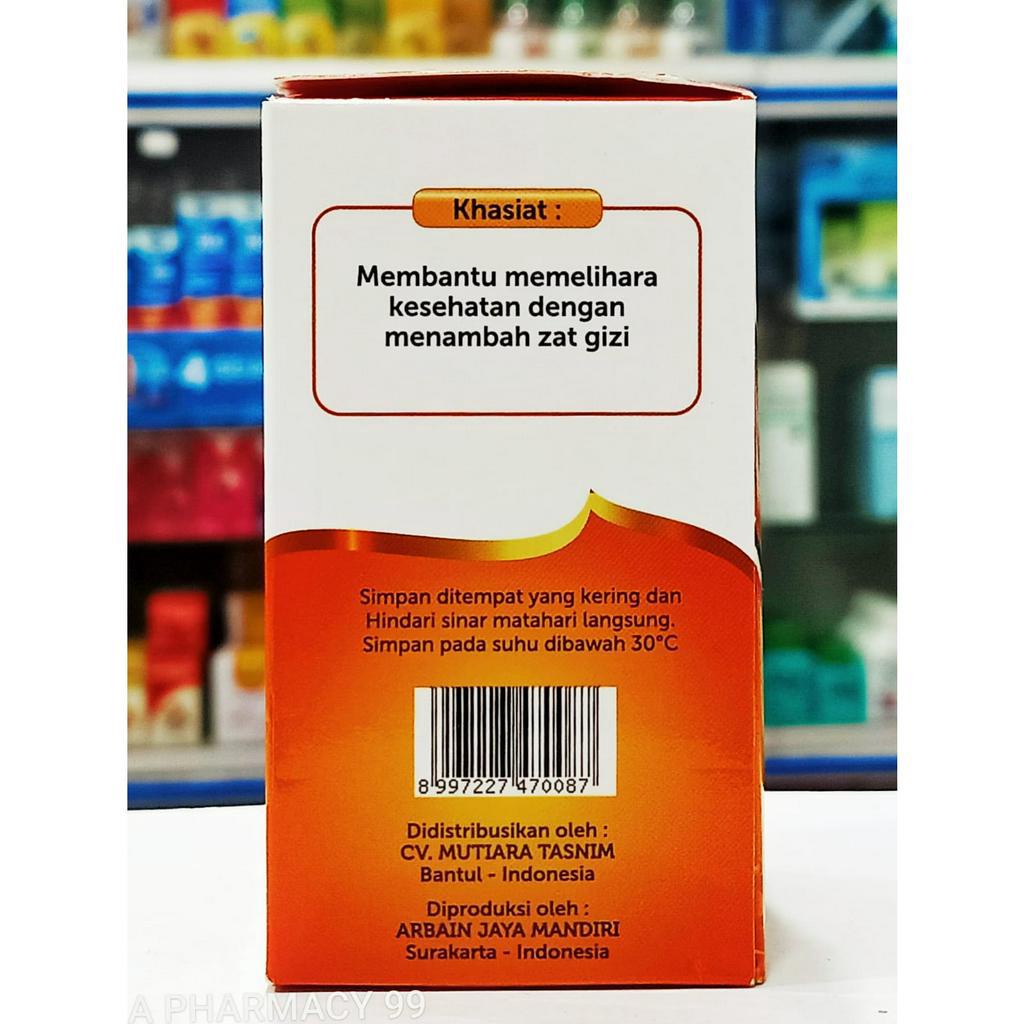 Khasiat :
Membantu memelihara
kesehatan dengan
menambah zat gizi
Simpan ditempat yang kering dan
Hindari sinar matahari langsung.
Simpan pada suhu dibawah 30°C
8 997227 470087
Didistribusikan oleh :
CV. MUTIARA TASNIM
Bantul - Indonesia
Diproduksi oleh :
ARBAIN JAYA MANDIRI
Surakarta - Indonesia
A PHARMACY 99